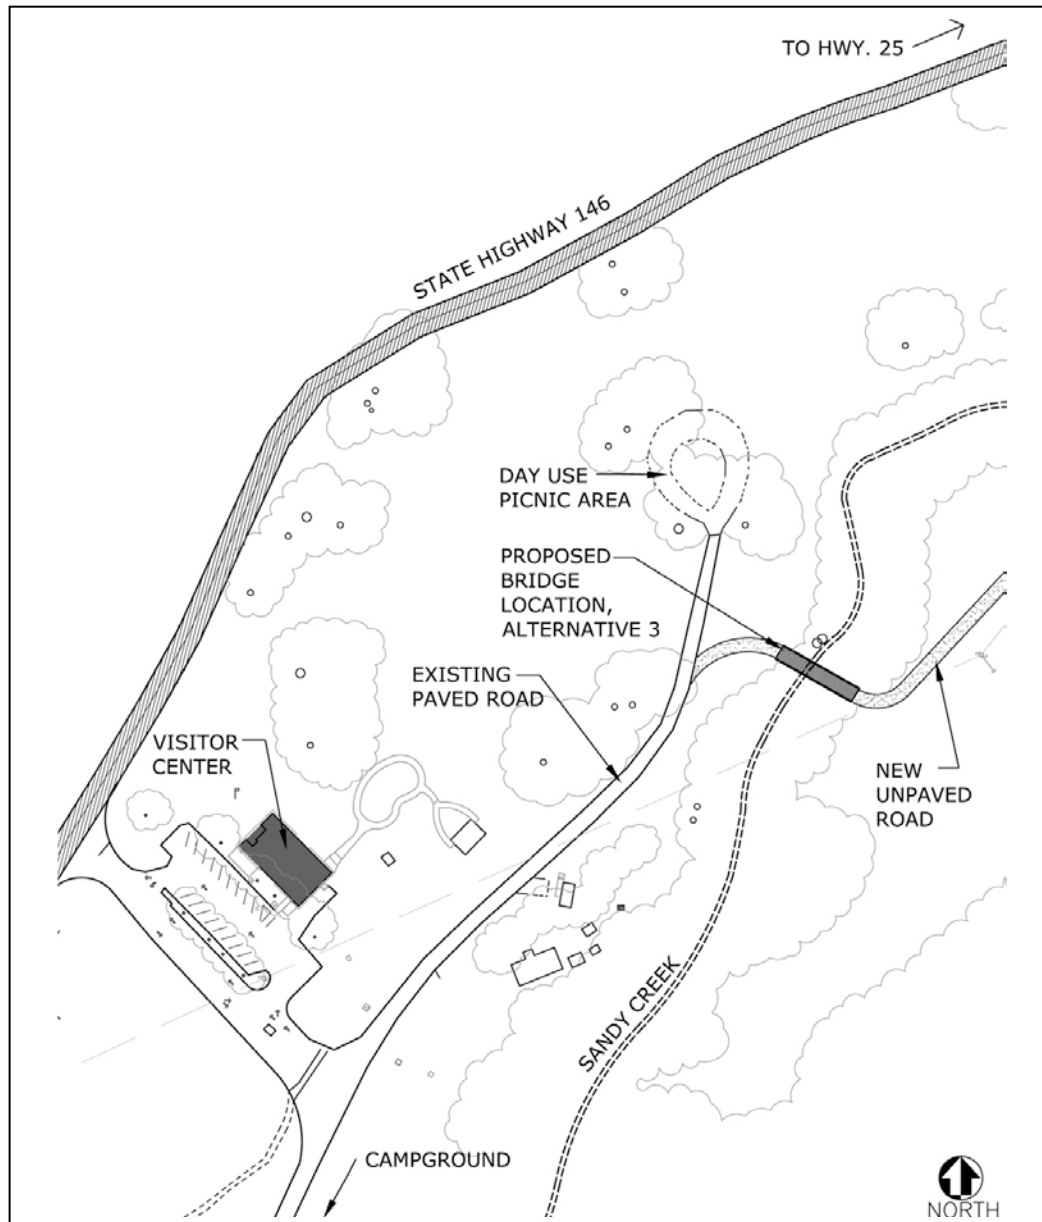 TO HWY. 25
STATE HIGHWAY 146
DAY USE
PICNIC AREA
PROPOSED
BRIDGE
LOCATION,
ALTERNATIVE 3
EXISTING
PAVED ROAD
VISITOR
CENTER
NEW
UNPAVED
ROAD
SANDY CREEK
CAMPGROUND
NORTH